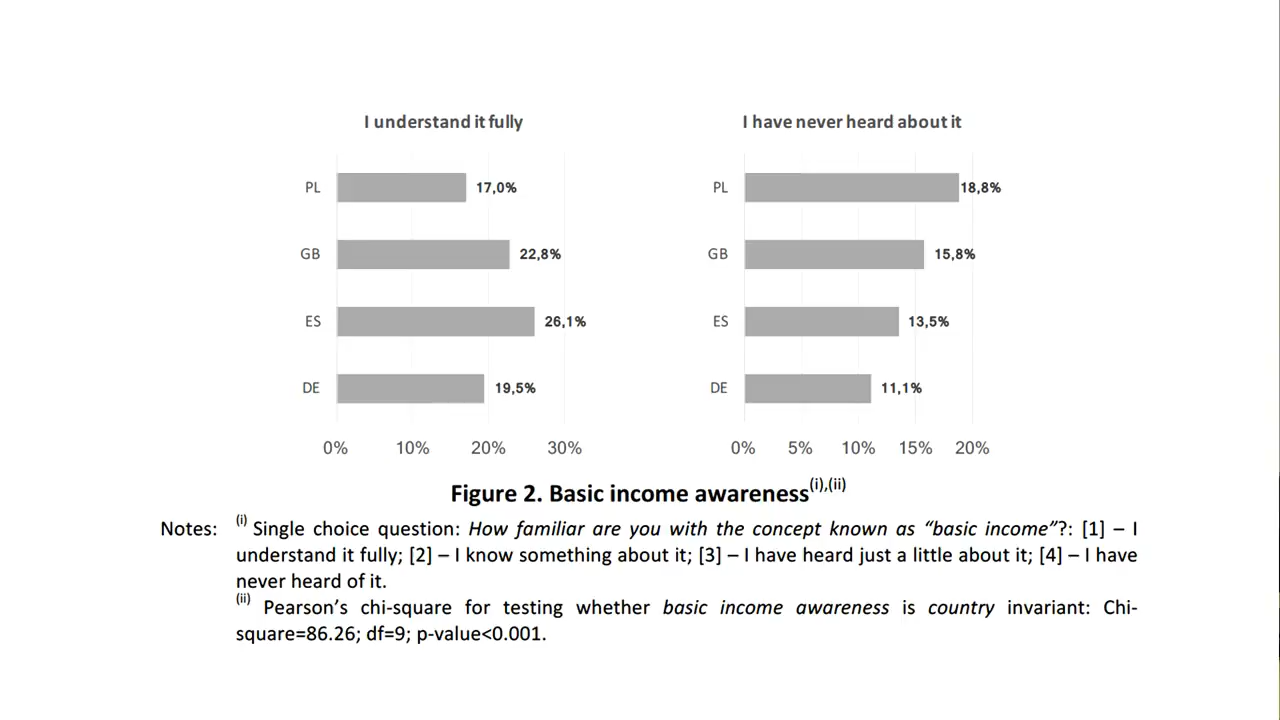 I understand it fully
PL 17,0%
GB 22,8%
ES 26,1%
DE 19,5%
0% 10% 20% 30%
I have never heard about it
PL 18,8%
GB 15,8%
ES 13,5%
DE 11,1%
0% 5% 10% 15% 20%
Figure 2. Basic income awareness(i),(ii)
Notes: (i) Single choice question: How familiar are you with the concept known as “basic income”?: [1] – I
understand it fully; [2] – I know something about it; [3] – I have heard just a little about it; [4] – I have
never heard of it.
(ii) Pearson’s chi-square for testing whether basic income awareness is country invariant: Chi-
square=86.26; df=9; p-value<0.001.